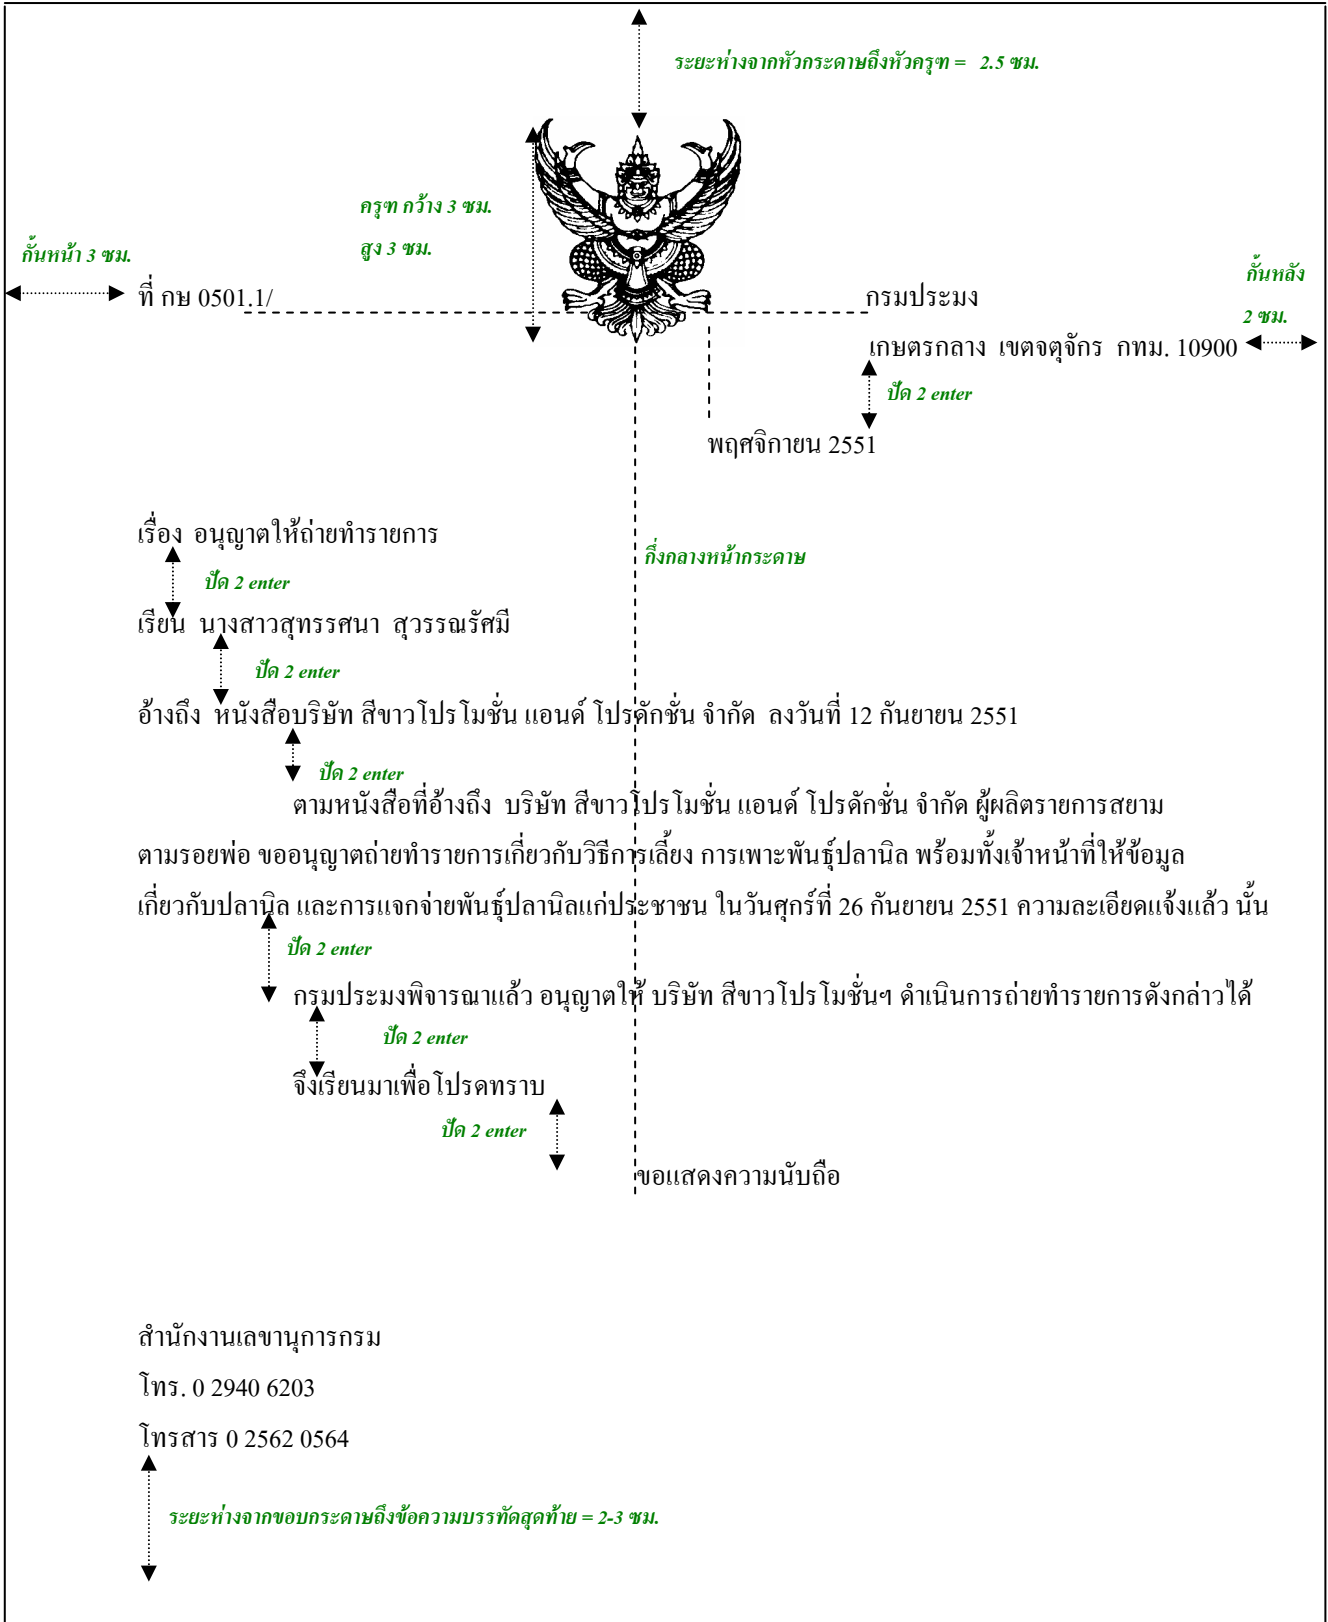 ระยะห่างจากหัวกระดาษถึงหัวครุฑ = 2.5 ซม.
ครุฑ กว้าง 3 ซม.
สูง 3 ซม.
กั้นหน้า 3 ซม.
กั้นหลัง
2 ซม.
ที่ กษ 0501.1/ กรมประมง
เกษตรกลาง เขตจตุจักร กทม. 10900
ปัด 2 enter
พฤศจิกายน 2551
เรื่อง อนุญาตให้ถ่ายทำรายการ
กึ่งกลางหน้ากระดาษ
ปัด 2 enter
เรียน นางสาวสุทรรศนา สุวรรณรัศมี
ปัด 2 enter
อ้างถึง หนังสือบริษัท สีขาวโปรโมชั่น แอนด์ โปรดักชั่น จำกัด ลงวันที่ 12 กันยายน 2551
ปัด 2 enter
ตามหนังสือที่อ้างถึง บริษัท สีขาวโปรโมชั่น แอนด์ โปรดักชั่น จำกัด ผู้ผลิตรายการสยาม
ตามรอยพ่อ ขออนุญาตถ่ายทำรายการเกี่ยวกับวิธีการเลี้ยง การเพาะพันธุ์ปลานิล พร้อมทั้งเจ้าหน้าที่ให้ข้อมูล
เกี่ยวกับปลานิล และการแจกจ่ายพันธุ์ปลานิลแก่ประชาชน ในวันศุกร์ที่ 26 กันยายน 2551 ความละเอียดแจ้งแล้ว นั้น
ปัด 2 enter
กรมประมงพิจารณาแล้ว อนุญาตให้ บริษัท สีขาวโปรโมชั่นฯ ดำเนินการถ่ายทำรายการดังกล่าวได้
ปัด 2 enter
จึงเรียนมาเพื่อโปรดทราบ
ปัด 2 enter
ขอแสดงความนับถือ
สำนักงานเลขานุการกรม
โทร. 0 2940 6203
โทรสาร 0 2562 0564
ระยะห่างจากขอบกระดาษถึงข้อความบรรทัดสุดท้าย = 2-3 ซม.